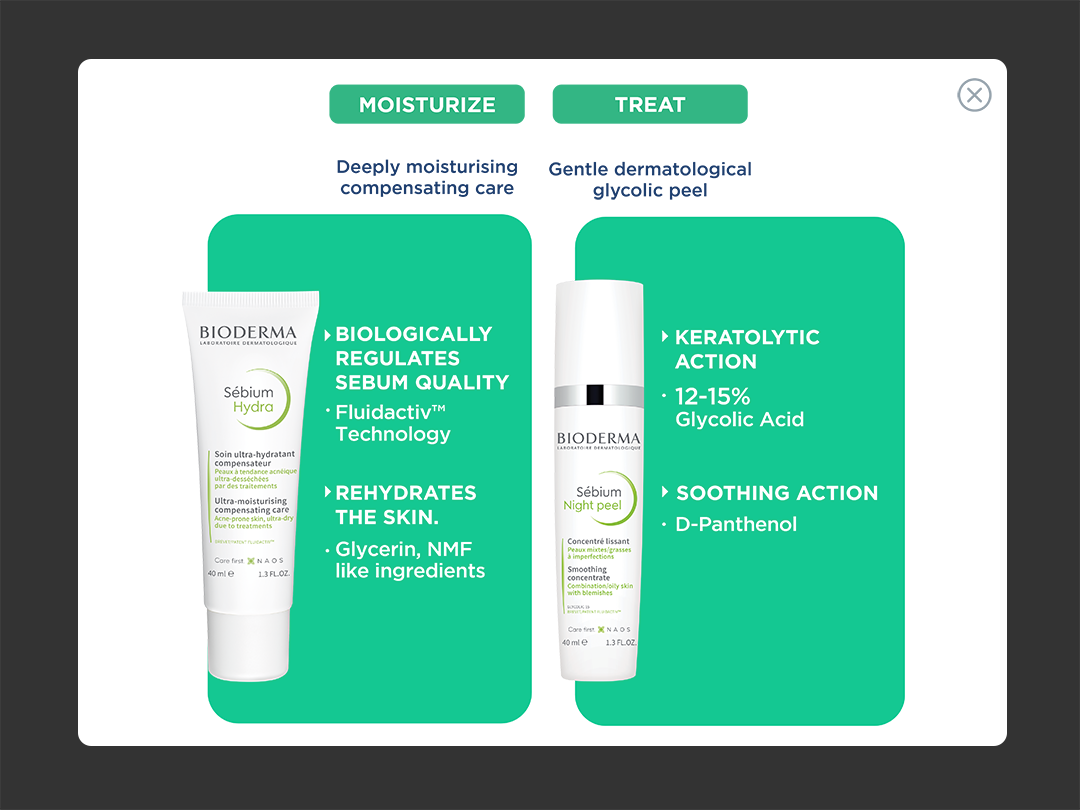 MOISTURIZE
Deeply moisturising
compensating care
BIODERMA
LABORATOIRE DERMATOLOGIQUE
Sébium
Hydra
Soin ultra-hydratant
compensateur
Peaux à tendance acnéique
ultra-desséchées
par des traitements
Ultra-moisturising
compensating care
Acne-prone skin, ultra-dry
due to treatments
Care first NAOS
40 ml e 1.3 FL.OZ.
BIOLOGICALLY
REGULATES
SEBUM QUALITY
· Fluidactiv™
Technology
REHYDRATES
THE SKIN.
· Glycerin, NMF
like ingredients
TREAT
Gentle dermatological
glycolic peel
BIODERMA
LABORATOIRE DERMATOLOGIQUE
Sébium
Night peel
Concentré lissant
Peaux mixtes/grasses
à imperfections
Smoothing
concentrate
Combination/oily skin
with blemishes
Care first NAOS
40 ml e 1.3 FL.OZ.
KERATOLYTIC
ACTION
· 12-15%
Glycolic Acid
SOOTHING ACTION
· D-Panthenol